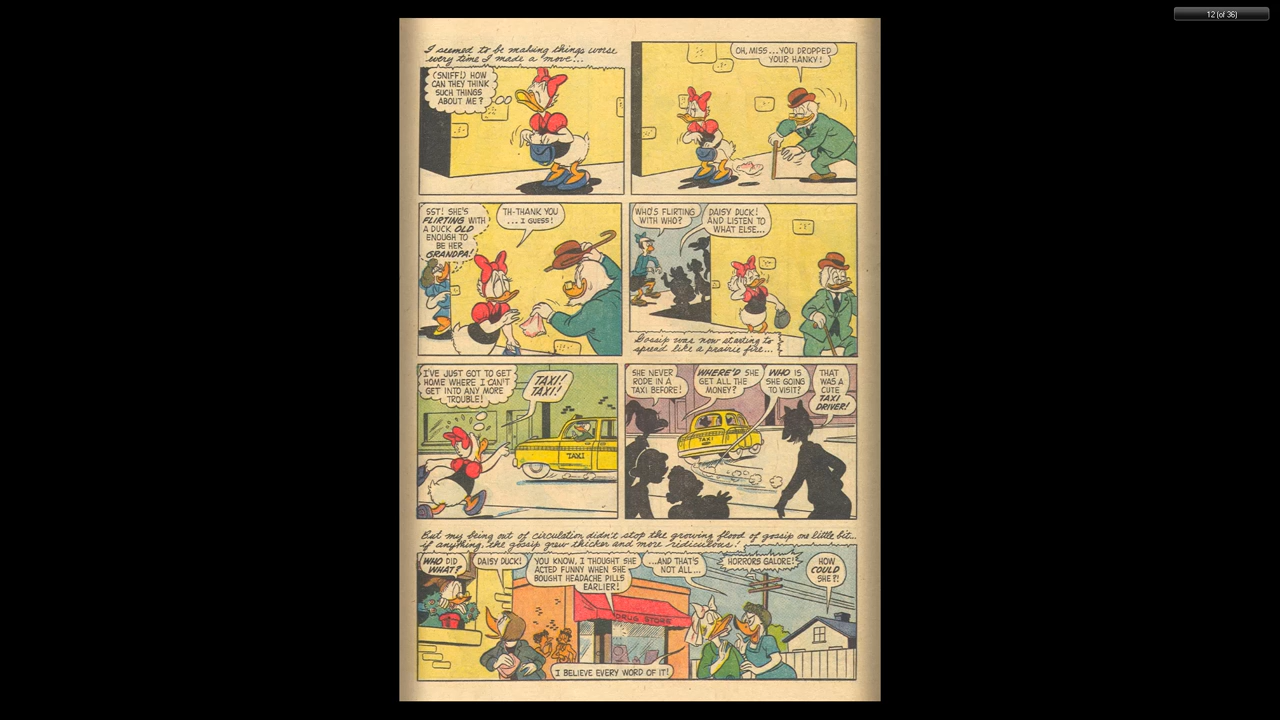 12 (of 36)
I seemed to be making things worse
every time I made a move!...
(SNIFF!) HOW
CAN THEY THINK
SUCH THINGS
ABOUT ME?
OH, MISS...YOU DROPPED
YOUR HANKY!
SST! SHE'S
FLIRTING WITH
A DUCK OLD
ENOUGH TO
BE HER
GRANDPA!
TH-THANK YOU
...I GUESS!
WHO'S FLIRTING
WITH WHO?
DAISY DUCK!
AND LISTEN TO
WHAT ELSE...
Gossip was now starting to
spread like a prairie fire...
I'VE JUST GOT TO GET
HOME WHERE I CAN'T
GET INTO ANY MORE
TROUBLE!
TAXI!
TAXI!
TAXI
SHE NEVER
RODE IN A
TAXI BEFORE!
WHERE'D SHE
GET ALL THE
MONEY?
WHO IS
SHE GOING
TO VISIT?
THAT
WAS A
CUTE
TAXI
DRIVER!
TAXI
But my being out of circulation didn't stop the growing flood of gossip one little bit...
if anything, the gossip grew thicker and more ridiculous!
WHO DID
WHAT?
DAISY DUCK!
YOU KNOW, I THOUGHT SHE
ACTED FUNNY WHEN SHE
BOUGHT HEADACHE PILLS
EARLIER!
...AND THAT'S
NOT ALL...
HORRORS GALORE!
HOW
COULD
SHE?!
DRUG STORE
I BELIEVE EVERY WORD OF IT!